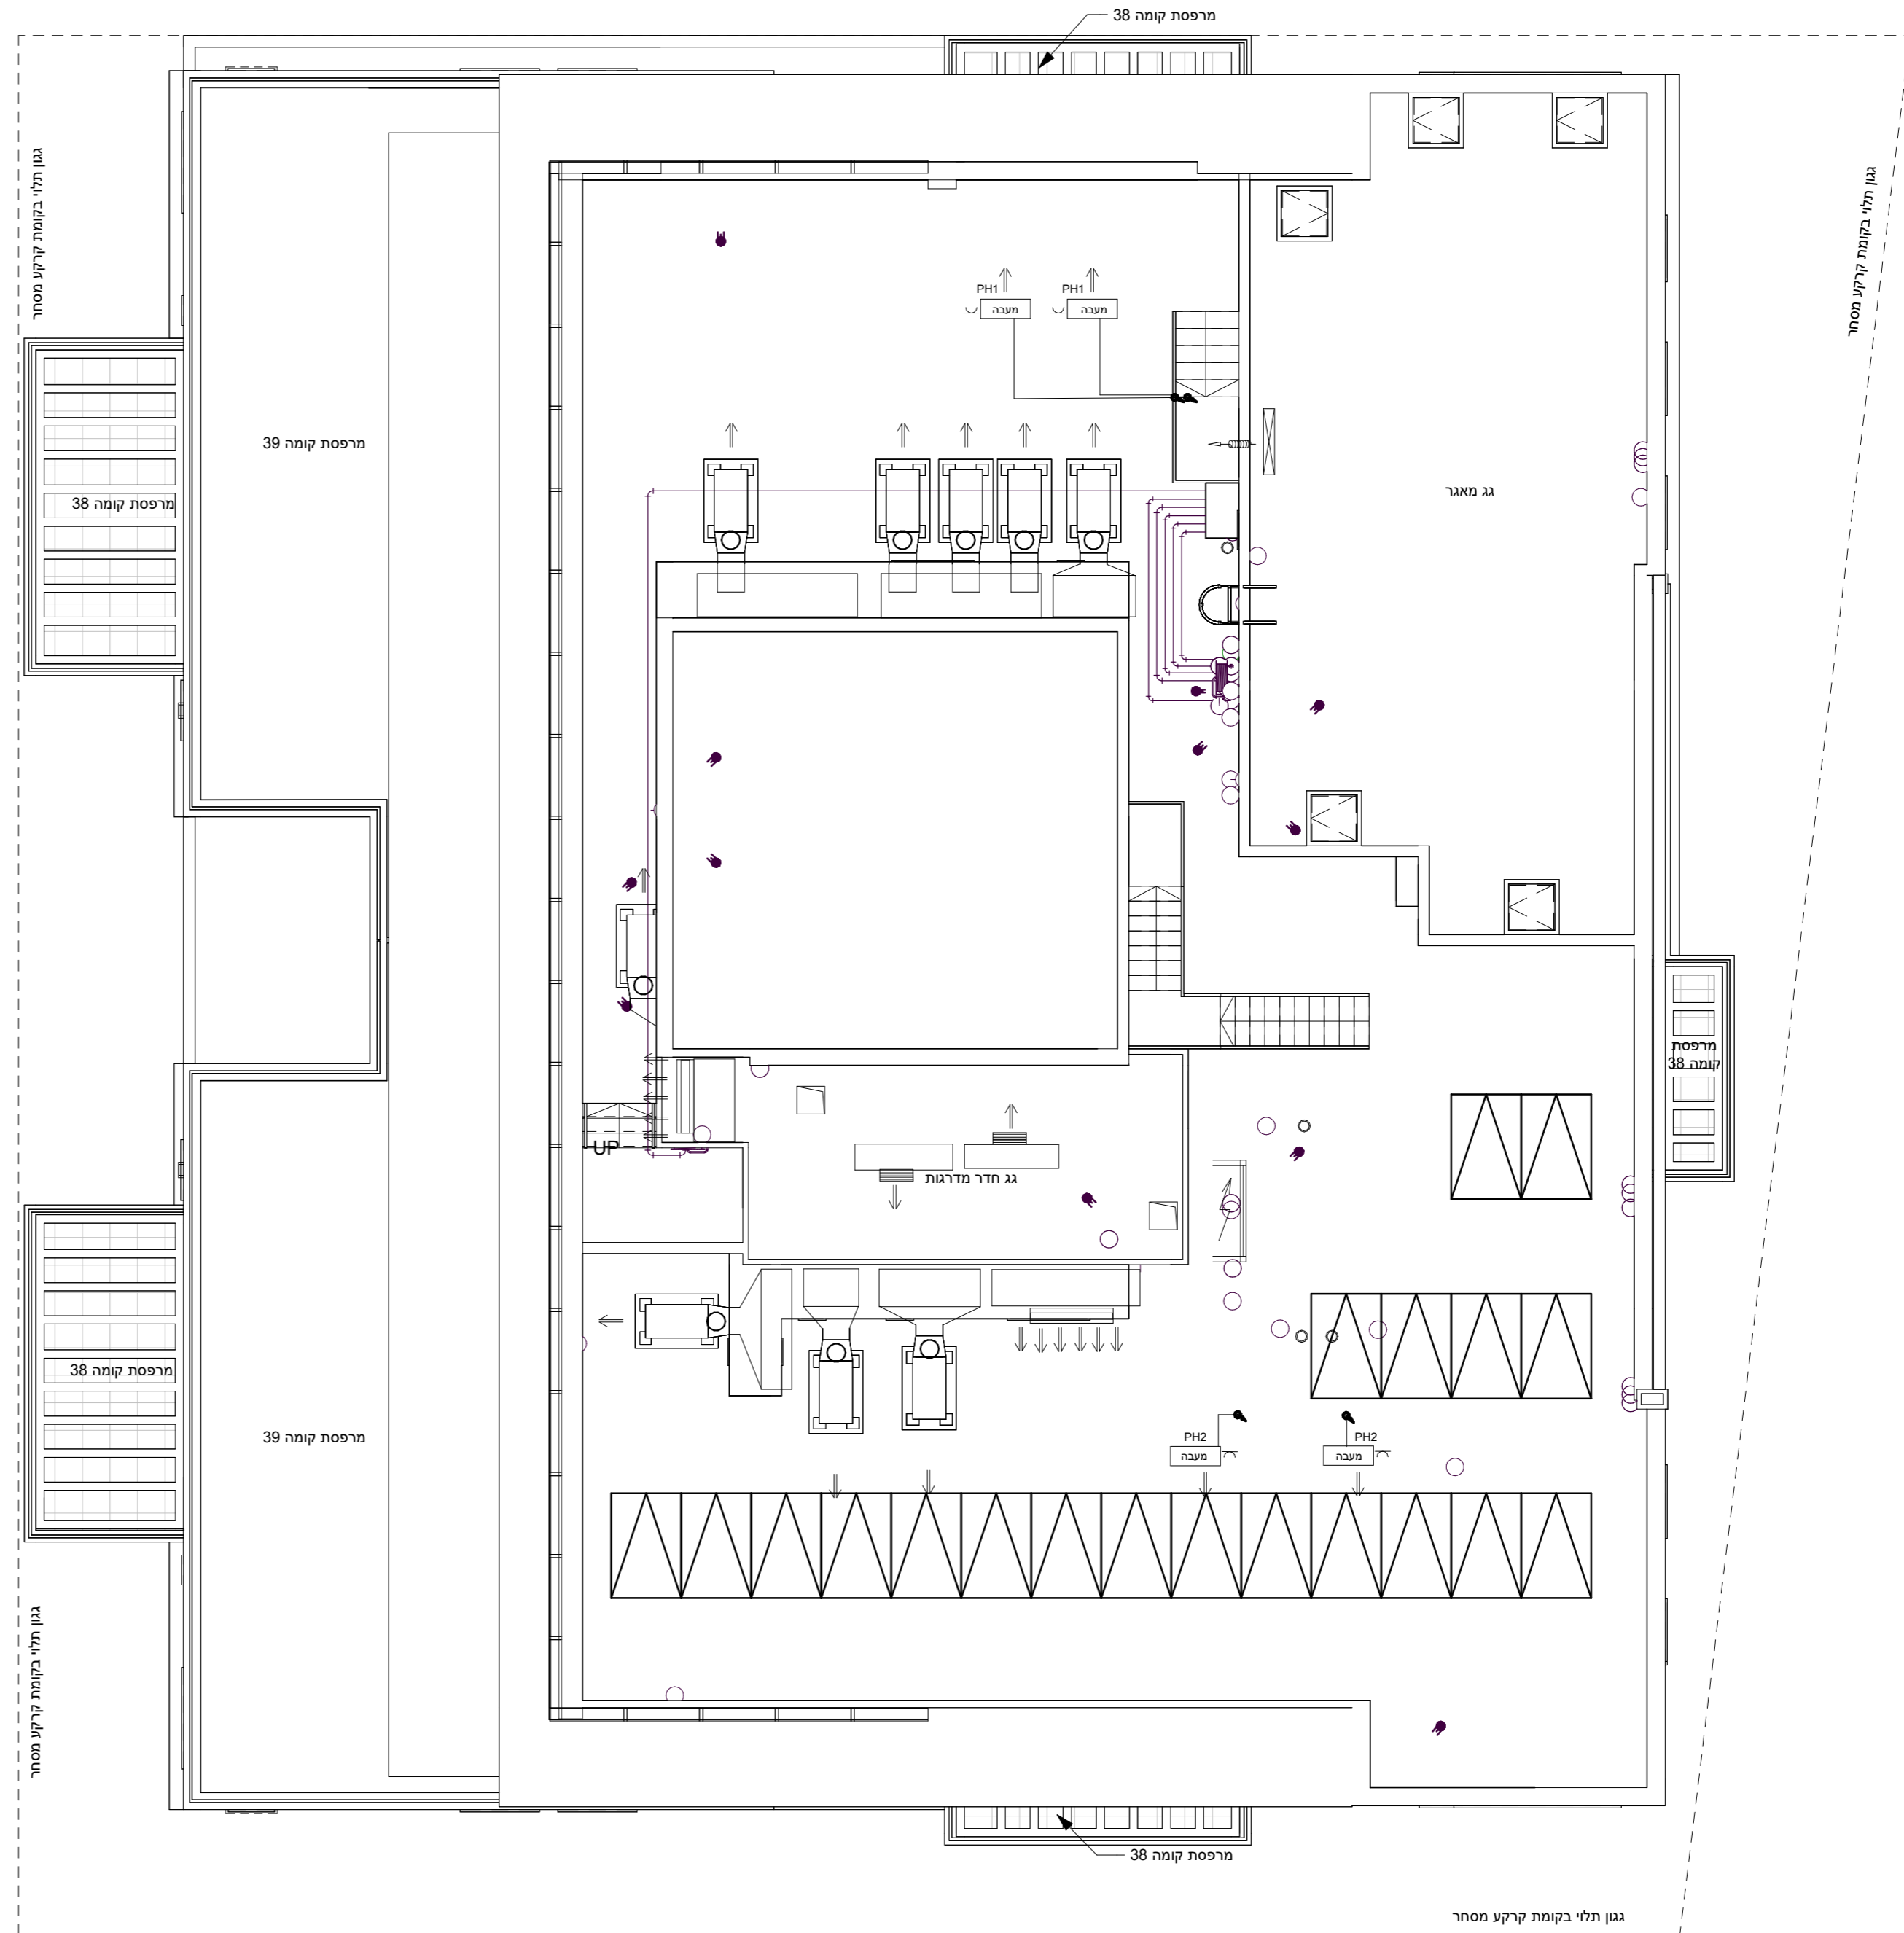 מרפסת קומה 38
גגון תלוי בקומת קרקע מסחר
גגון תלוי בקומת קרקע מסחר
PH1
PH1
מעבה
מעבה
מרפסת קומה 39
גג מאגר
מרפסת קומה 38
מרפסת
קומה 38
UP
גג חדר מדרגות
מרפסת קומה 38
מרפסת קומה 39
PH2
PH2
מעבה
מעבה
גגון תלוי בקומת קרקע מסחר
מרפסת קומה 38
גגון תלוי בקומת קרקע מסחר